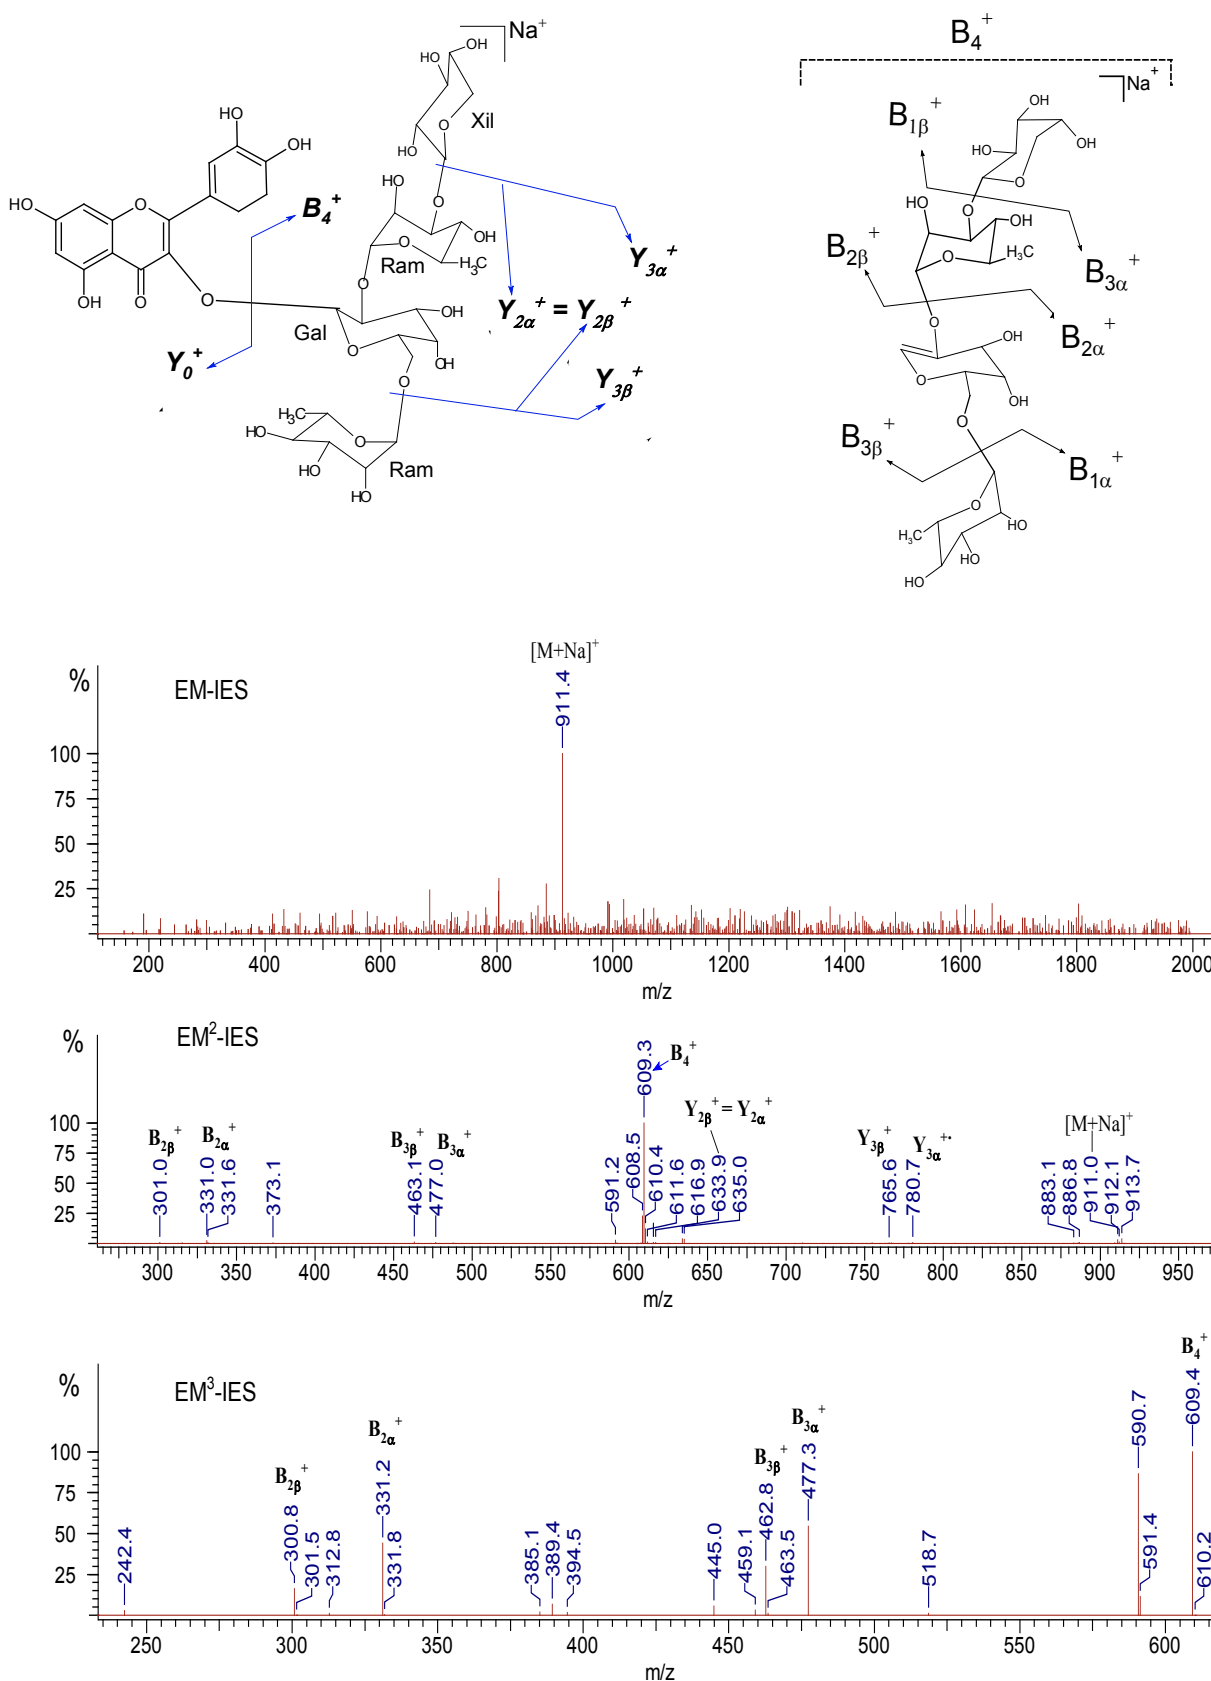 Na⁺
OH
HO
HO
Xil
O
HO
OH
OH
HO
O
B₄⁺
HO
O
O
OH
Ram
H₃C
Y₃α⁺
OH
O
O
O
Gal
OH
Y₂α⁺ = Y₂β⁺
O
OH
Y₀⁺
O
Y₃β⁺
H₃C
HO
O
HO
Ram
HO
OH
B₄⁺
Na⁺
B₁β⁺
OH
OH
HO
O
HO
O
OH
B₂β⁺
O
H₃C
B₃α⁺
O
OH
B₂α⁺
O
OH
O
B₃β⁺
B₁α⁺
O
H₃C
HO
HO
OH
HO
[M+Na]⁺
%
EM-IES
911.4
100
75
50
25
200 400 600 800 1000 1200 1400 1600 1800 2000
m/z
%
EM²-IES
609.3
B₄⁺
Y₂β⁺ = Y₂α⁺
B₂β⁺ B₂α⁺ B₃β⁺ B₃α⁺ Y₃β⁺ Y₃α⁺· [M+Na]⁺
301.0 331.0 331.6 373.1 463.1 477.0 591.2 608.5 610.4 611.6 616.9 633.9 635.0 765.6 780.7 883.1 886.8 911.0 912.1 913.7
100
75
50
25
300 350 400 450 500 550 600 650 700 750 800 850 900 950
m/z
%
EM³-IES
B₄⁺
B₂β⁺ B₂α⁺ B₃β⁺ B₃α⁺
242.4 300.8 301.5 312.8 331.2 331.8 385.1 389.4 394.5 445.0 459.1 462.8 463.5 477.3 518.7 590.7 591.4 609.4 610.2
100
75
50
25
250 300 350 400 450 500 550 600
m/z